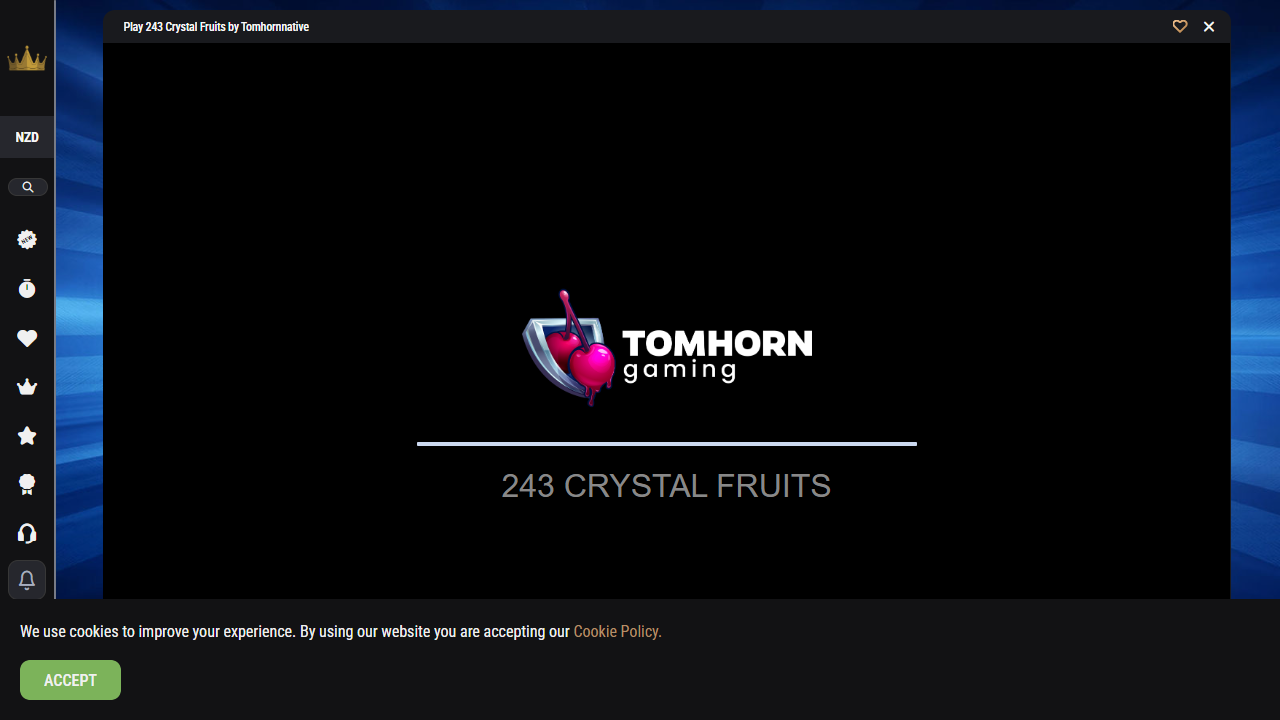 Play 243 Crystal Fruits by Tomhornnative
NZD
NEW
TOMHORN
gaming
243 CRYSTAL FRUITS
We use cookies to improve your experience. By using our website you are accepting our Cookie Policy.
ACCEPT